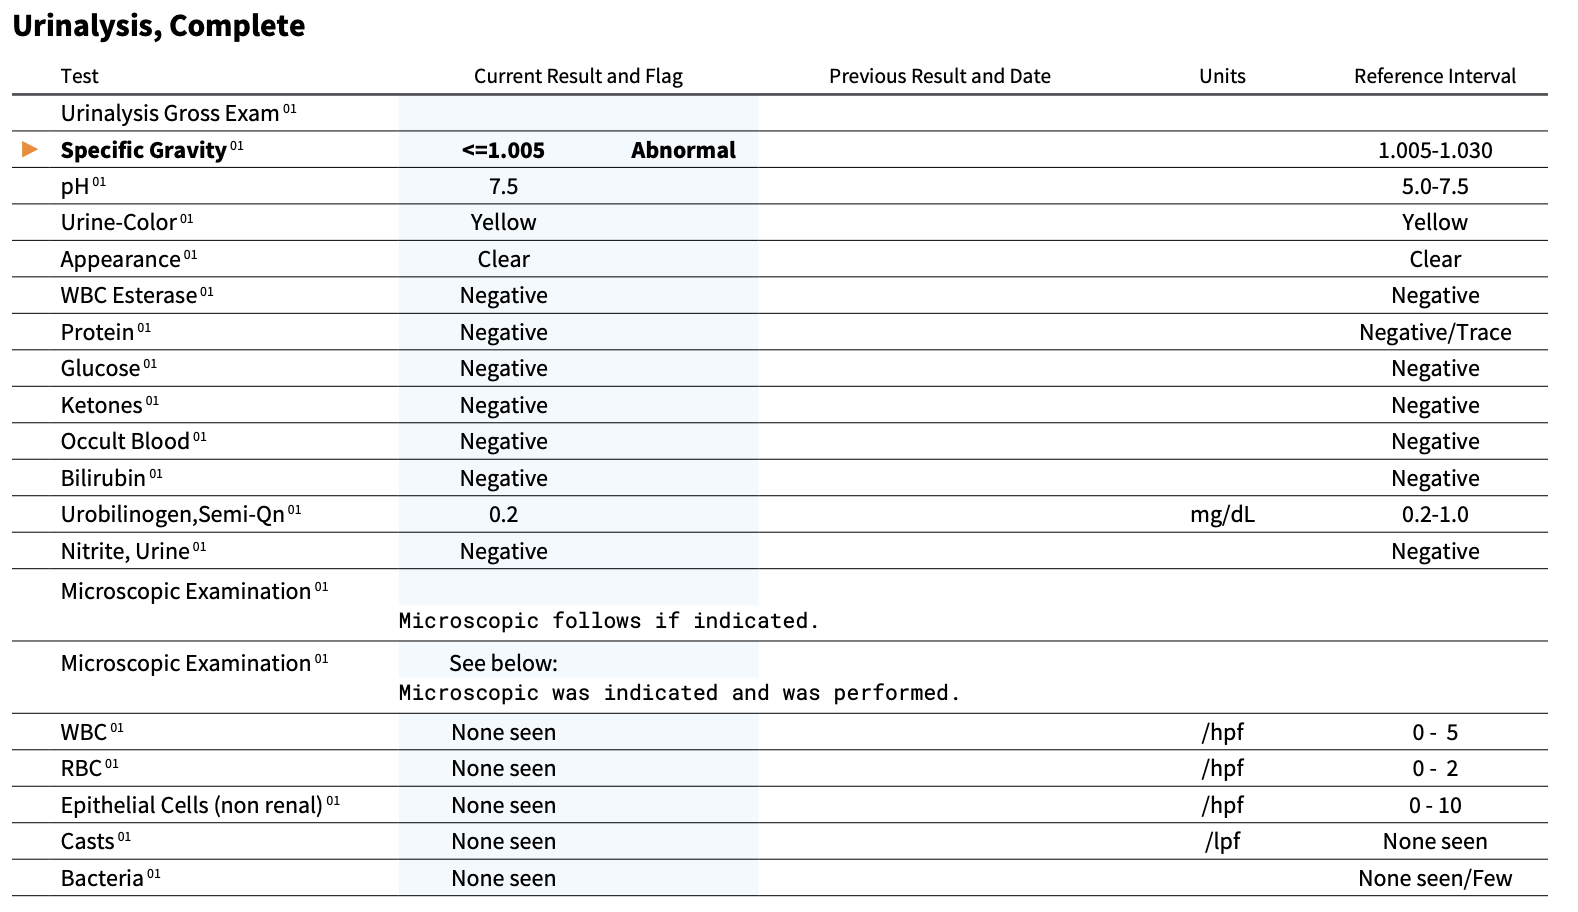 Urinalysis, Complete
Test Current Result and Flag Previous Result and Date Units Reference Interval
Urinalysis Gross Exam 01
Specific Gravity 01 <=1.005 Abnormal 1.005-1.030
pH 01 7.5 5.0-7.5
Urine-Color 01 Yellow Yellow
Appearance 01 Clear Clear
WBC Esterase 01 Negative Negative
Protein 01 Negative Negative/Trace
Glucose 01 Negative Negative
Ketones 01 Negative Negative
Occult Blood 01 Negative Negative
Bilirubin 01 Negative Negative
Urobilinogen,Semi-Qn 01 0.2 mg/dL 0.2-1.0
Nitrite, Urine 01 Negative Negative
Microscopic Examination 01
Microscopic follows if indicated.
Microscopic Examination 01 See below:
Microscopic was indicated and was performed.
WBC 01 None seen /hpf 0 - 5
RBC 01 None seen /hpf 0 - 2
Epithelial Cells (non renal) 01 None seen /hpf 0 - 10
Casts 01 None seen /lpf None seen
Bacteria 01 None seen None seen/Few